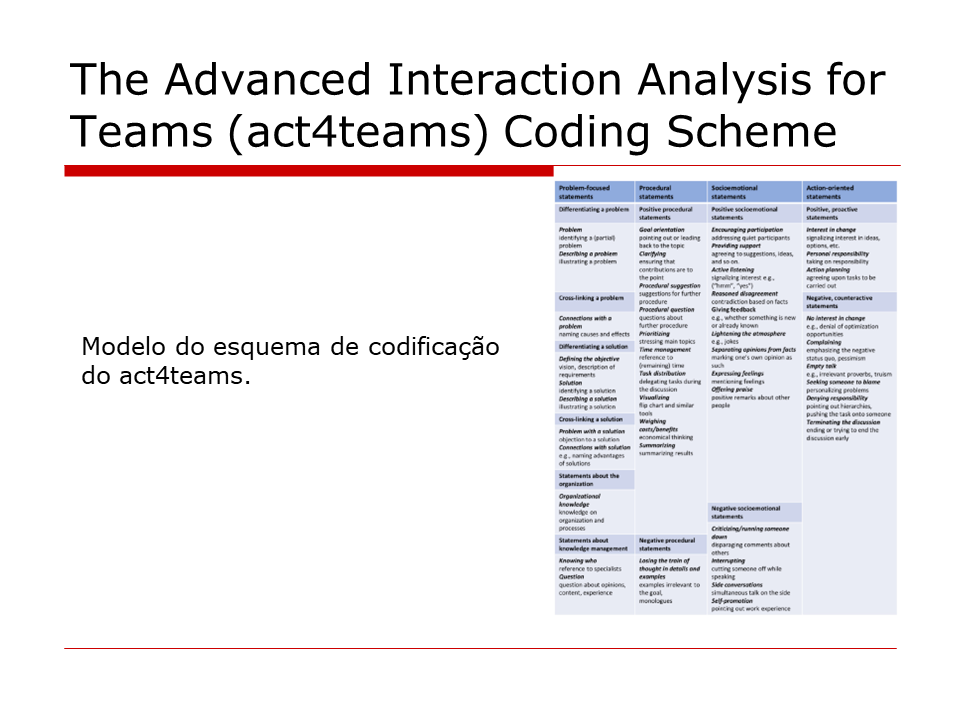 The Advanced Interaction Analysis for
Teams (act4teams) Coding Scheme
Modelo do esquema de codificação
do act4teams.
Problem-focused
statements
Differentiating a problem
Problem
identifying a (partial)
problem
Describing a problem
illustrating a problem
Cross-linking a problem
Connections with a
problem
naming causes and effects
Differentiating a solution
Defining the objective
vision, description of
requirements
Solution
identifying a solution
Describing a solution
illustrating a solution
Cross-linking a solution
Problem with a solution
objection to a solution
Connections with solution
e.g., naming advantages
of solutions
Statements about the
organization
Organizational
knowledge
knowledge on
organization and
processes
Statements about
knowledge management
Knowing who
reference to specialists
Question
question about opinions,
content, experience
Procedural
statements
Positive procedural
statements
Goal orientation
pointing out or leading
back to the topic
Clarifying
ensuring that
contributions are to
the point
Procedural suggestion
suggestions for further
procedure
Procedural question
questions about
further procedure
Prioritizing
stressing main topics
Time management
reference to
(remaining) time
Task distribution
delegating tasks during
the discussion
Visualizing
flip chart and similar
tools
Weighing
costs/benefits
economical thinking
Summarizing
summarizing results
Negative procedural
statements
Losing the train of
thought in details and
examples
examples irrelevant to
the goal,
monologues
Socioemotional
statements
Positive socioemotional
statements
Encouraging participation
addressing quiet participants
Providing support
agreeing to suggestions, ideas,
and so on.
Active listening
signalizing interest e.g.,
("hmm", "yes")
Reasoned disagreement
contradiction based on facts
Giving feedback
e.g., whether something is new
or already known
Lightening the atmosphere
e.g., jokes
Separating opinions from facts
marking one's own opinion as
such
Expressing feelings
mentioning feelings
Offering praise
positive remarks about other
people
Negative socioemotional
statements
Criticizing/running someone
down
disparaging comments about
others
Interrupting
cutting someone off while
speaking
Side conversations
simultaneous talk on the side
Self-promotion
pointing out work experience
Action-oriented
statements
Positive, proactive
statements
Interest in change
signalizing interest in ideas,
options, etc.
Personal responsibility
taking on responsibility
Action planning
agreeing upon tasks to be
carried out
Negative, counteractive
statements
No interest in change
e.g., denial of optimization
opportunities
Complaining
emphasizing the negative
status quo, pessimism
Empty talk
e.g., irrelevant proverbs, truism
Seeking someone to blame
personalizing problems
Denying responsibility
pointing out hierarchies,
pushing the task onto someone
Terminating the discussion
ending or trying to end the
discussion early